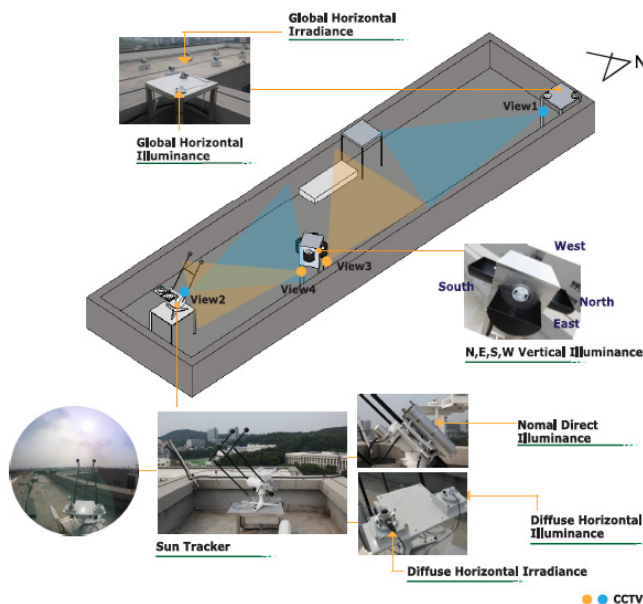 Global Horizontal
Irradiance
N
View1
Global Horizontal
Illuminance
West
View3
South
View2
View4
North
East
N,E,S,W Vertical Illuminance
Nomal Direct
Illuminance
Diffuse Horizontal
Illuminance
Sun Tracker
Diffuse Horizontal Irradiance
CCTV